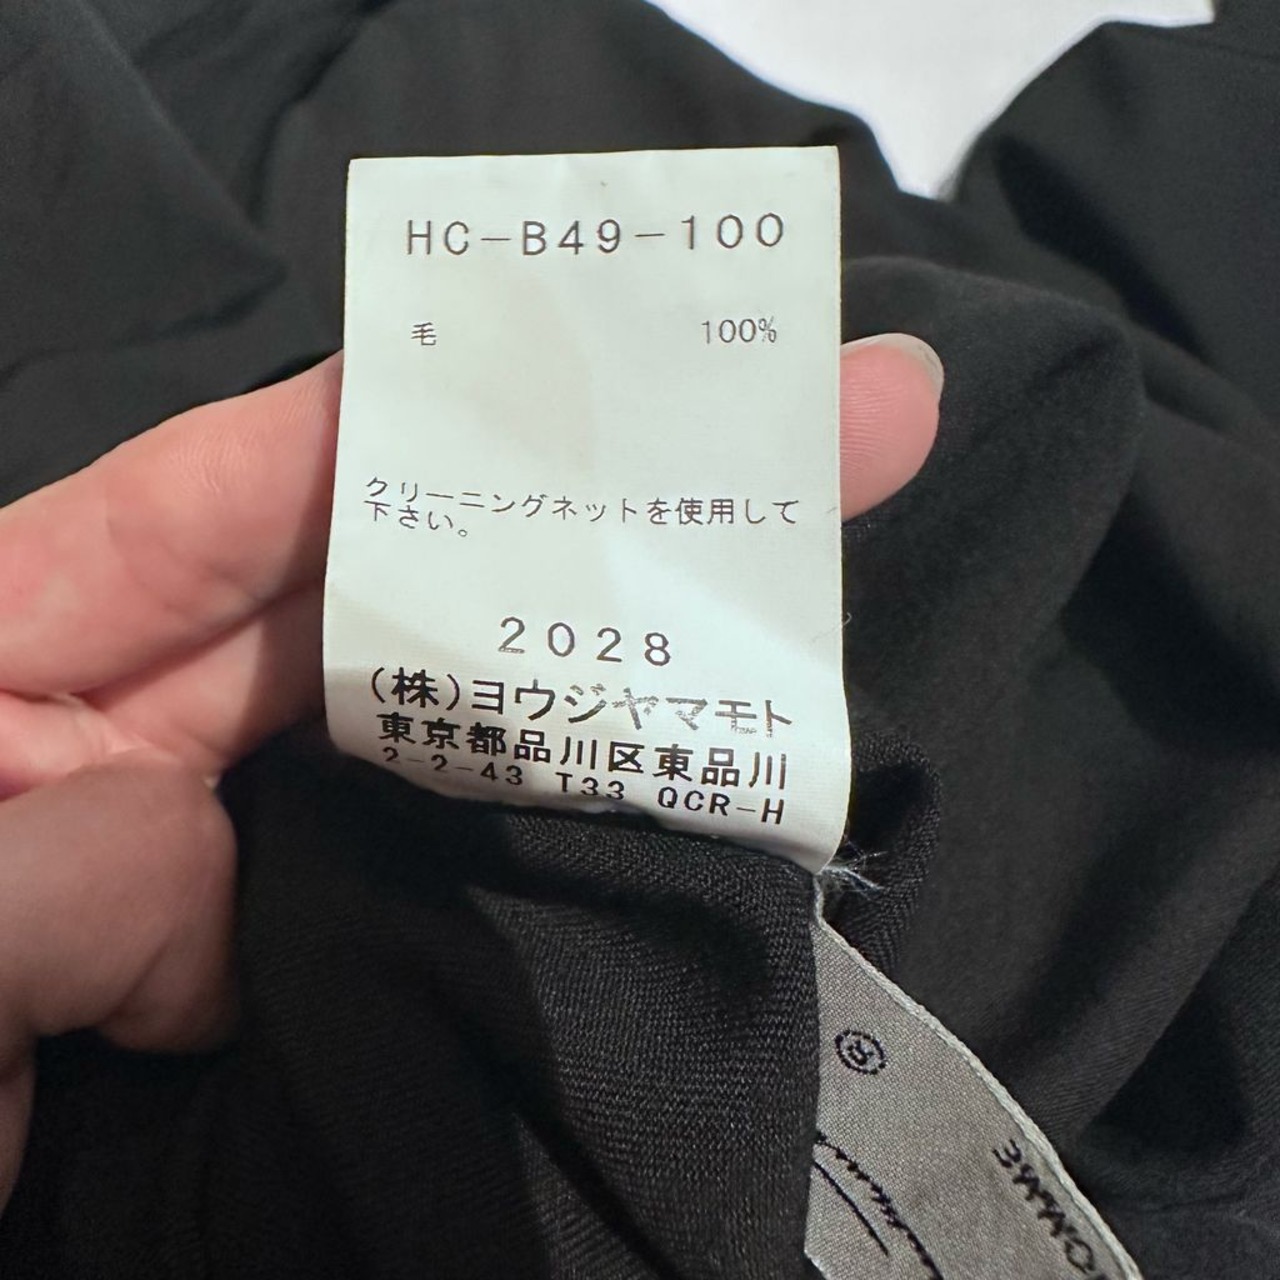 HC-B49-100
毛 100%
クリーニングネットを使用して
下さい。
2028
(株)ヨウジヤマモト
東京都品川区東品川
2-2-43 T33 QCR-H
®